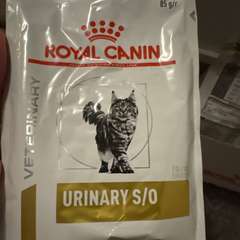 85 g℮
ROYAL CANIN
VETERINARY
URINARY S/O